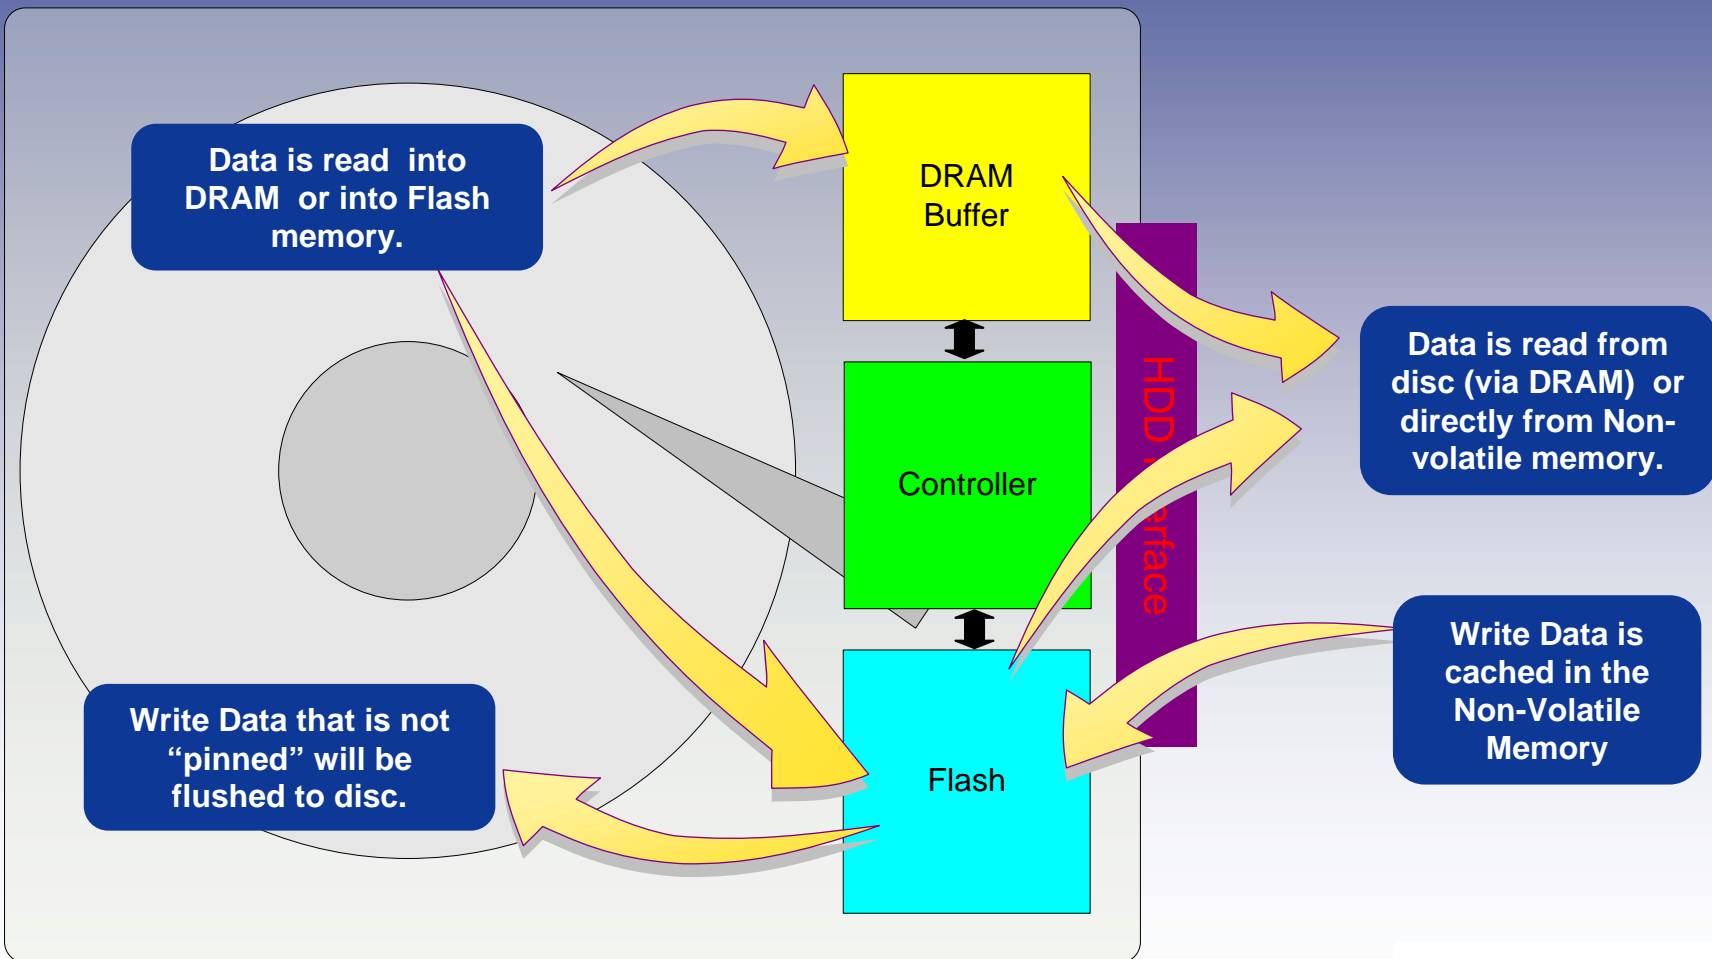 Data is read into
DRAM or into Flash
memory.
DRAM
Buffer
Data is read from
disc (via DRAM) or
directly from Non-
volatile memory.
HDD
Controller
Write Data is
cached in the
Non-Volatile
Memory
Write Data that is not
“pinned” will be
flushed to disc.
Flash